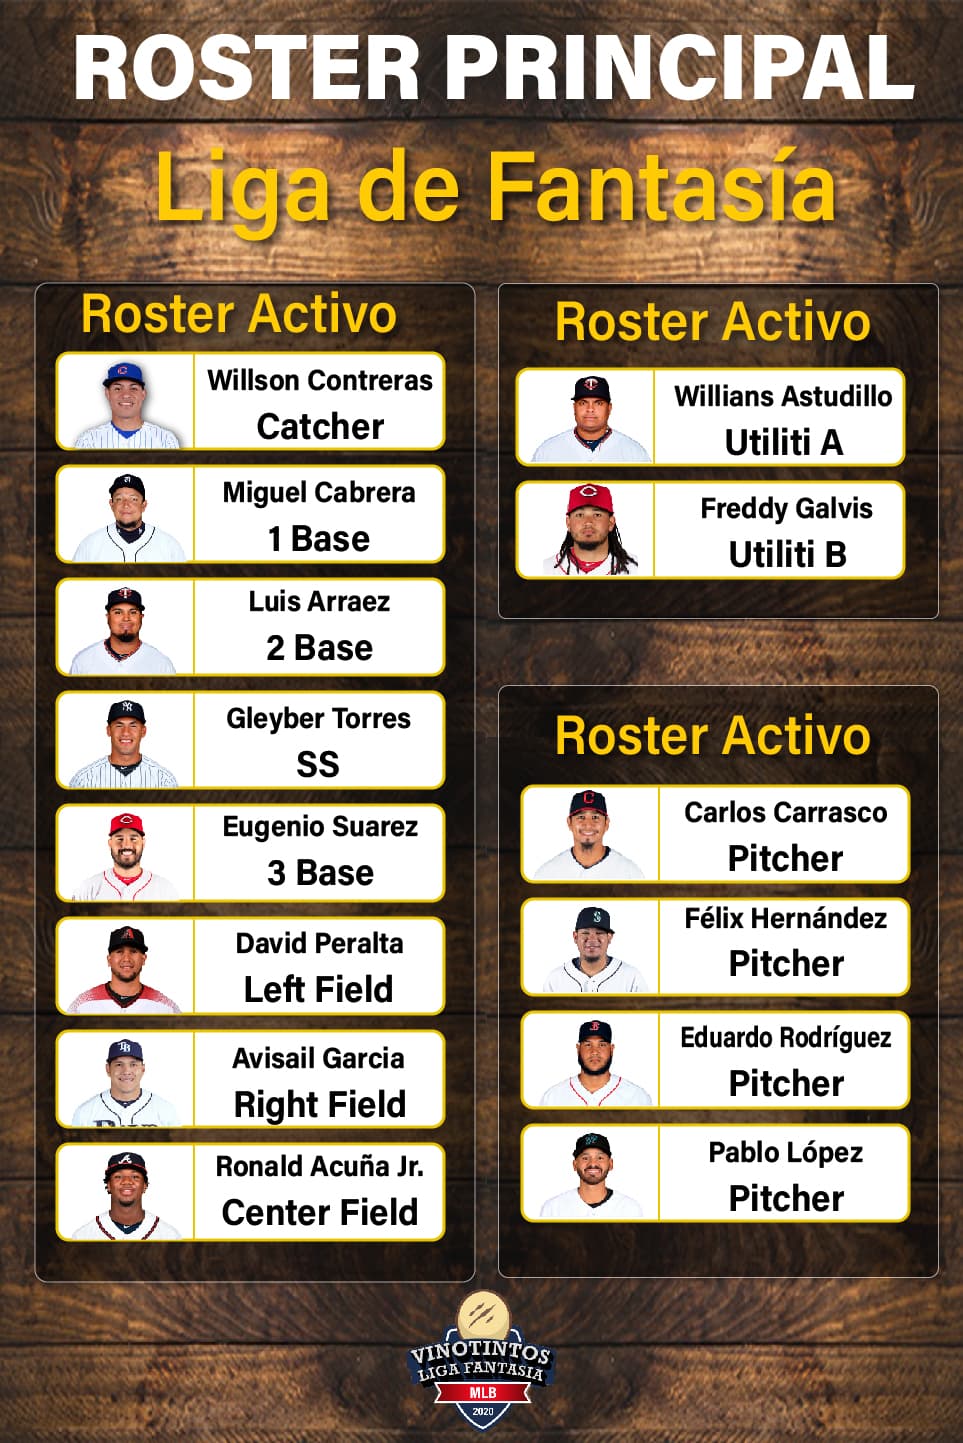 ROSTER PRINCIPAL
Liga de Fantasía
Roster Activo
Willson Contreras
Catcher
Miguel Cabrera
1 Base
Luis Arraez
2 Base
Gleyber Torres
SS
Eugenio Suarez
3 Base
David Peralta
Left Field
Avisail Garcia
Right Field
Ronald Acuña Jr.
Center Field
Roster Activo
Willians Astudillo
Utiliti A
Freddy Galvis
Utiliti B
Roster Activo
Carlos Carrasco
Pitcher
Félix Hernández
Pitcher
Eduardo Rodríguez
Pitcher
Pablo López
Pitcher
VINOTINTOS
LIGA FANTASIA
MLB
2020